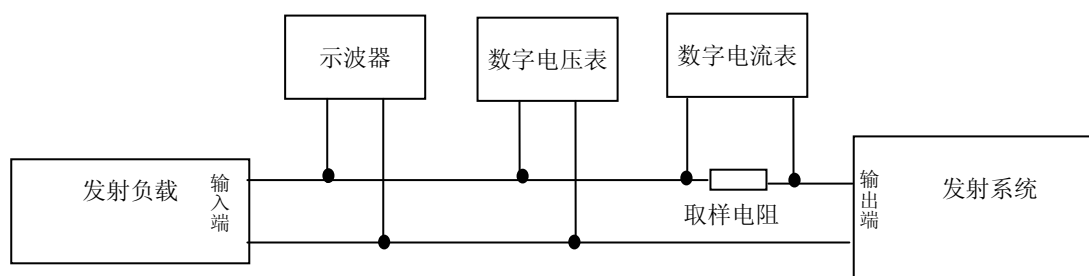 示波器
数字电压表
数字电流表
发射负载
输入端
取样电阻
输出端
发射系统